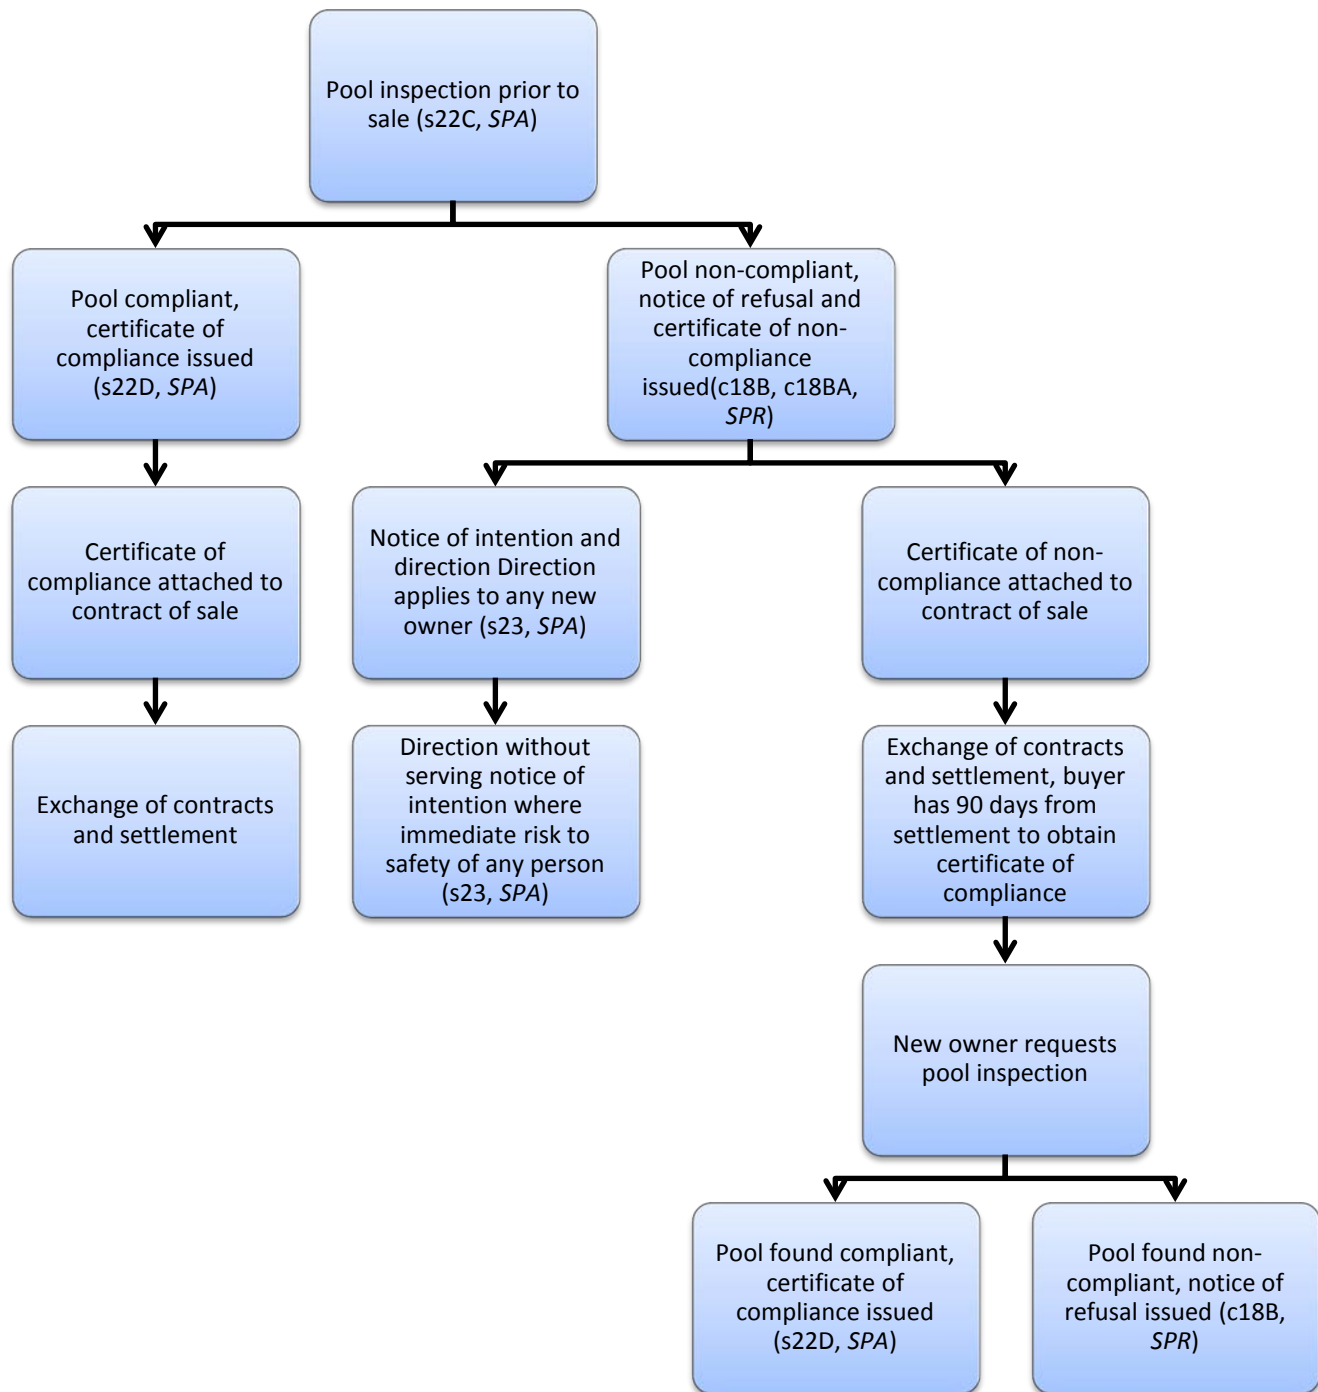 Pool inspection prior to
sale (s22C, SPA)
Pool compliant,
certificate of
compliance issued
(s22D, SPA)
Pool non-compliant,
notice of refusal and
certificate of non-
compliance
issued(c18B, c18BA,
SPR)
Certificate of
compliance attached to
contract of sale
Notice of intention and
direction Direction
applies to any new
owner (s23, SPA)
Certificate of non-
compliance attached to
contract of sale
Exchange of contracts
and settlement
Direction without
serving notice of
intention where
immediate risk to
safety of any person
(s23, SPA)
Exchange of contracts
and settlement, buyer
has 90 days from
settlement to obtain
certificate of
compliance
New owner requests
pool inspection
Pool found compliant,
certificate of
compliance issued
(s22D, SPA)
Pool found non-
compliant, notice of
refusal issued (c18B,
SPR)